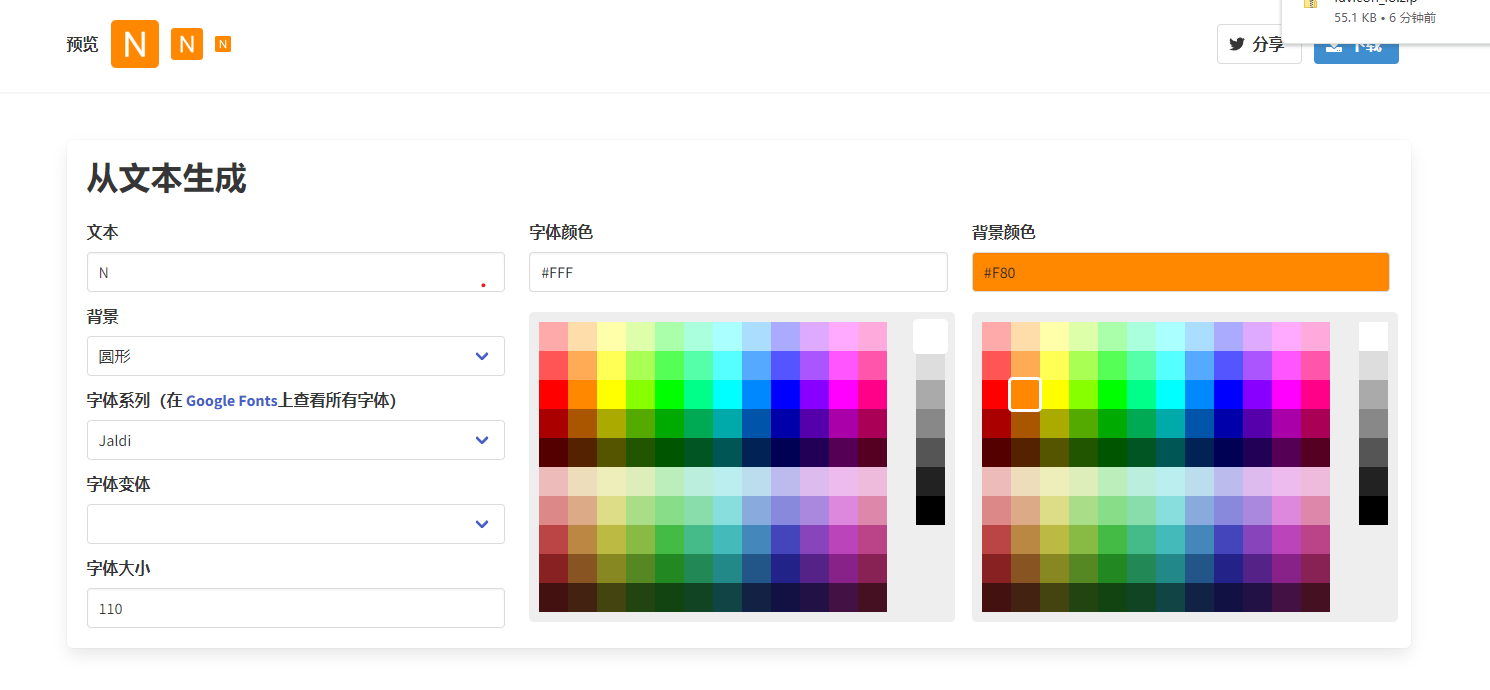 预览 N N N
55.1 KB • 6 分钟前
分享
下载
从文本生成
文本
N
背景
圆形
字体系列（在 Google Fonts上查看所有字体）
Jaldi
字体变体
字体大小
110
字体颜色
#FFF
背景颜色
#F80